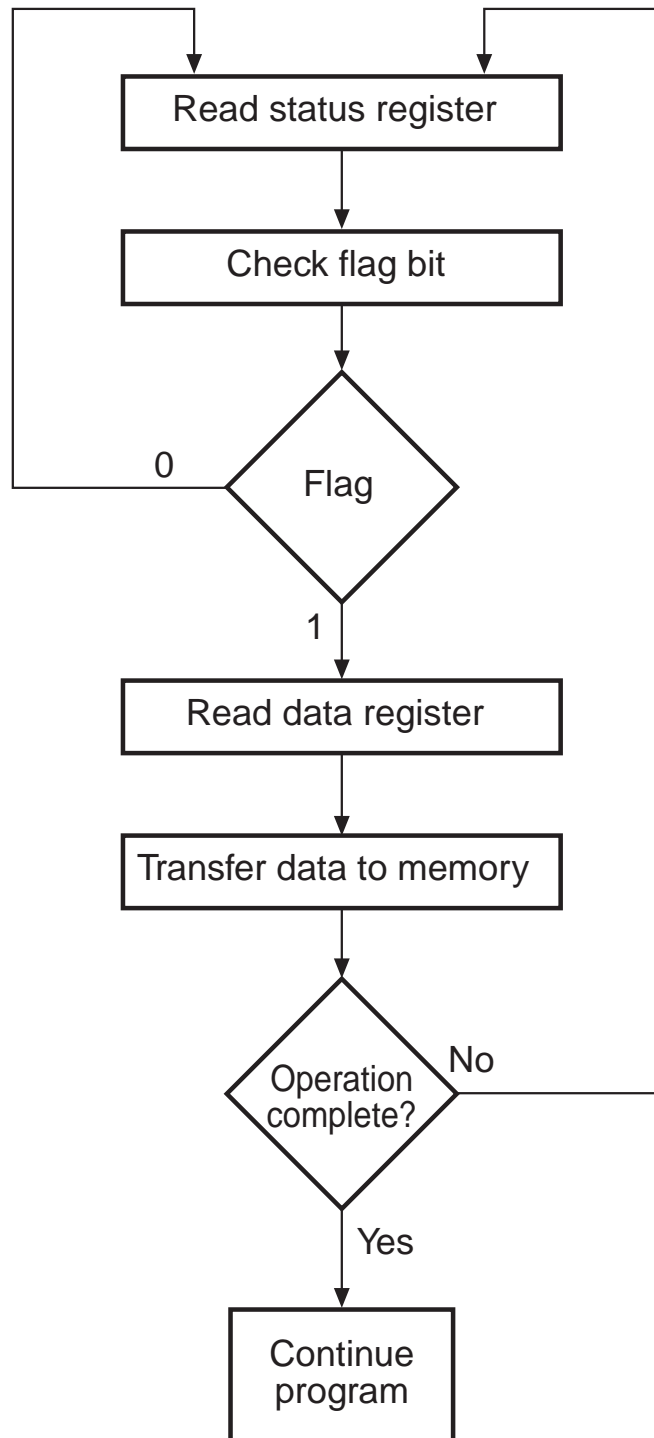 Read status register
Check flag bit
0
Flag
1
Read data register
Transfer data to memory
No
Operation
complete?
Yes
Continue
program